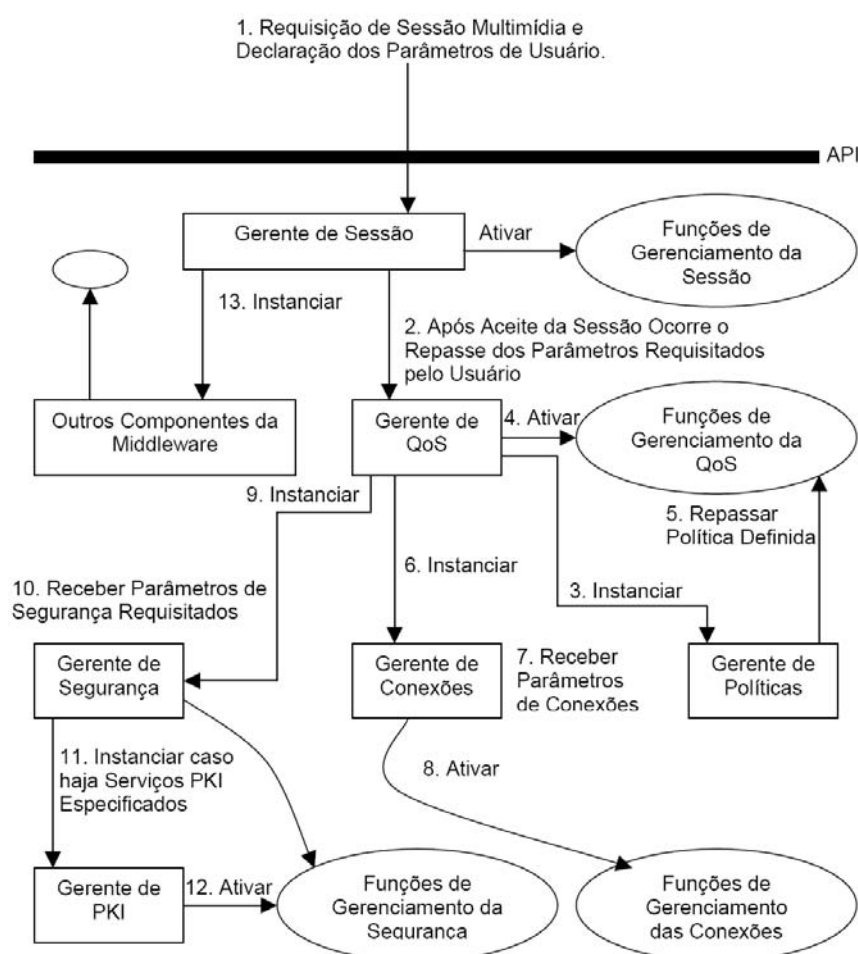 1. Requisição de Sessão Multimídia e
Declaração dos Parâmetros de Usuário.
API
Gerente de Sessão
Ativar
Funções de
Gerenciamento da
Sessão
13. Instanciar
2. Após Aceite da Sessão Ocorre o
Repasse dos Parâmetros Requisitados
pelo Usuário
Outros Componentes da
Middleware
Gerente de
QoS
4. Ativar
Funções de
Gerenciamento da
QoS
9. Instanciar
5. Repassar
Política Definida
6. Instanciar
3. Instanciar
10. Receber Parâmetros de
Segurança Requisitados
Gerente de
Segurança
Gerente de
Conexões
7. Receber
Parâmetros
de Conexões
Gerente de
Políticas
11. Instanciar caso
haja Serviços PKI
Especificados
8. Ativar
Gerente de
PKI
12. Ativar
Funções de
Gerenciamento da
Seguranca
Funções de
Gerenciamento
das Conexões